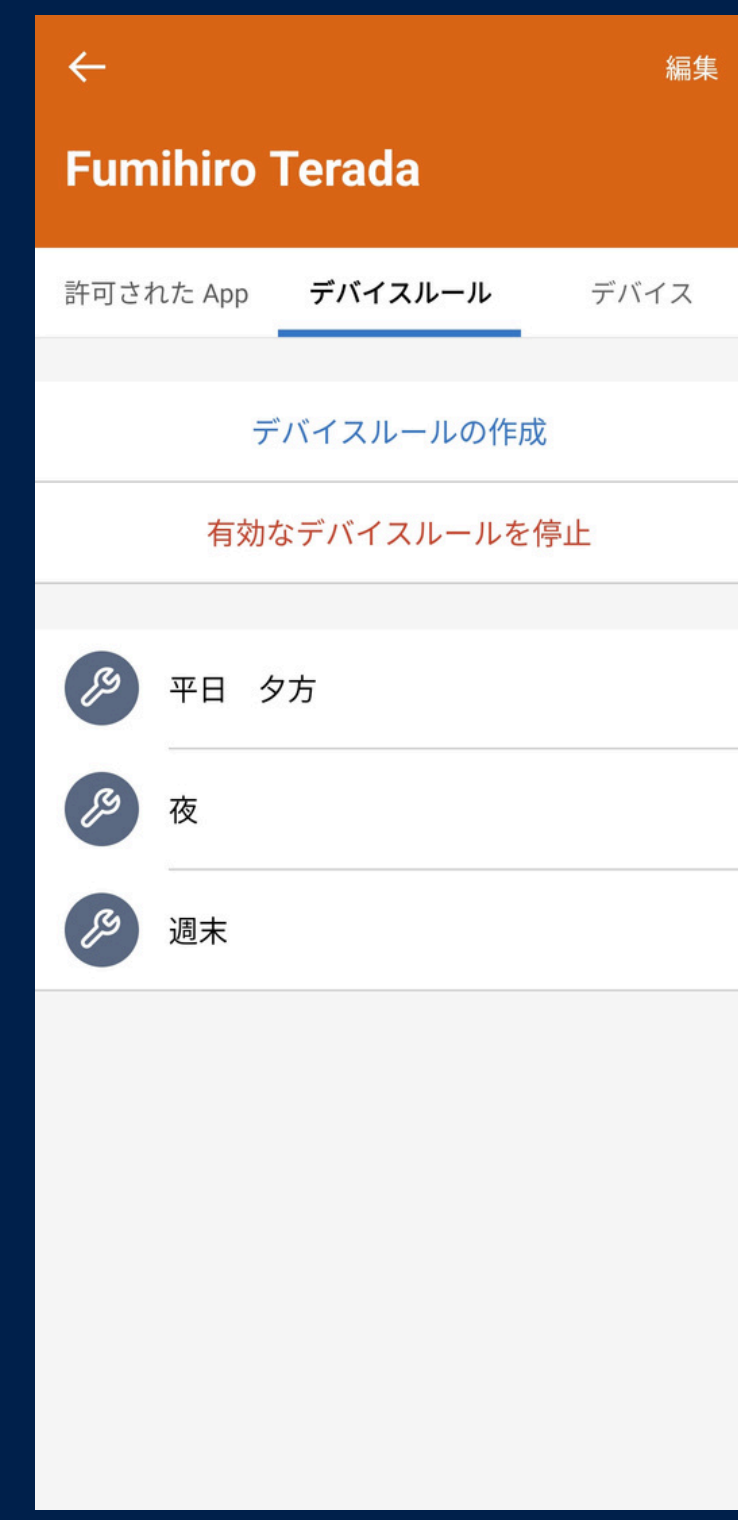 編集
Fumihiro Terada
許可された App デバイスルール デバイス
デバイスルールの作成
有効なデバイスルールを停止
平日　夕方
夜
週末